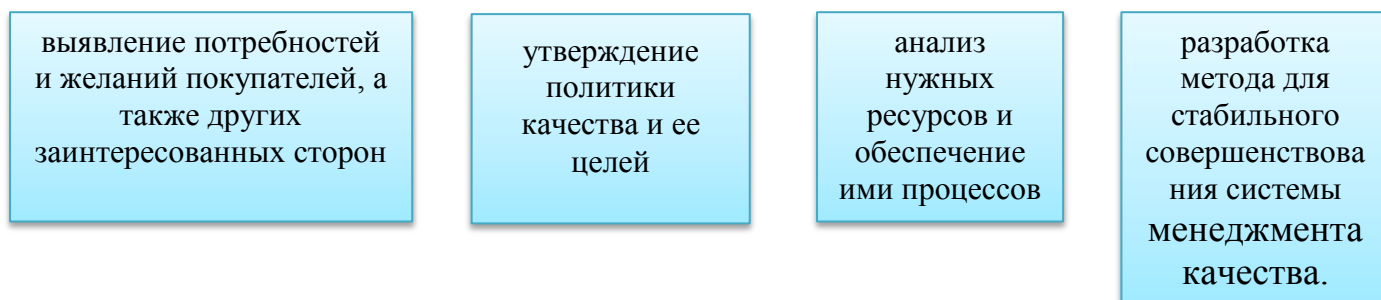 выявление потребностей
и желаний покупателей, а
также других
заинтересованных сторон
утверждение
политики
качества и ее
целей
анализ
нужных
ресурсов и
обеспечение
ими процессов
разработка
метода для
стабильного
совершенствова
ния системы
менеджмента
качества.